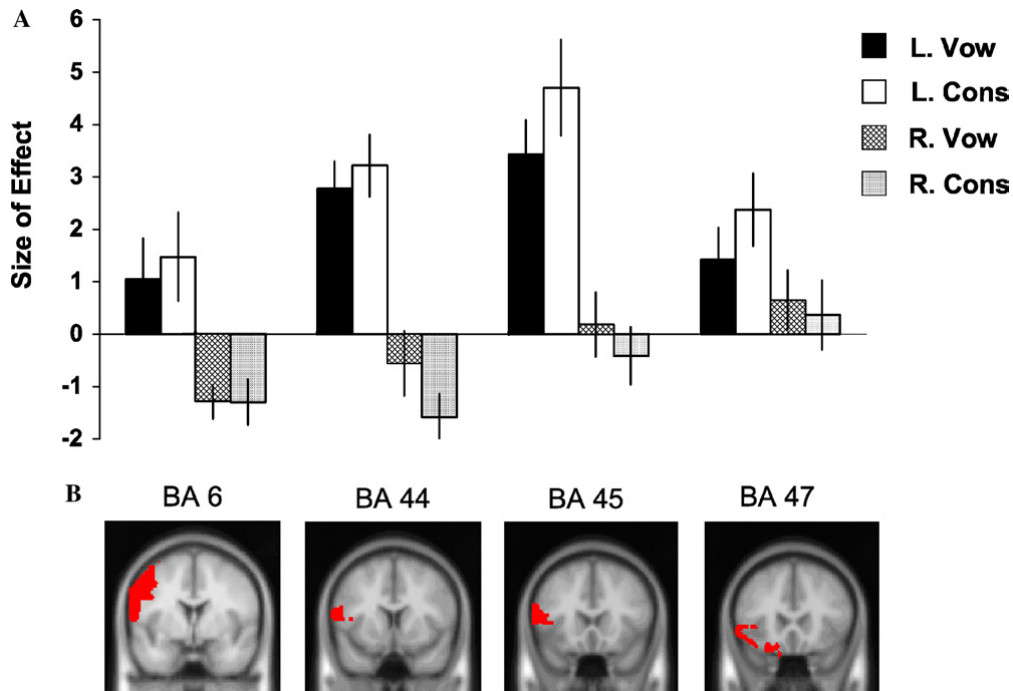 A
6
5
4
3
2
1
0
-1
-2
Size of Effect
L. Vow
L. Cons
R. Vow
R. Cons
B
BA 6
BA 44
BA 45
BA 47